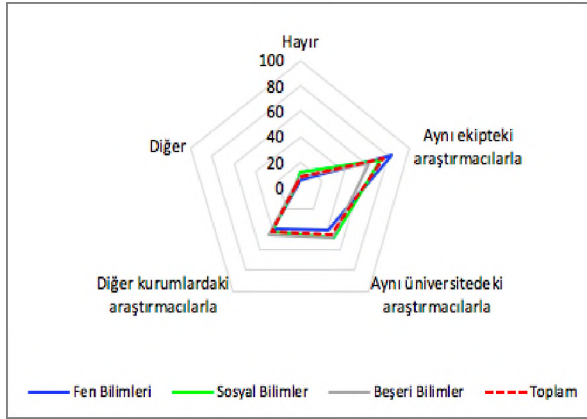 Hayır
100
80
60
40
20
0
Aynı ekipteki
araştırmacılarla
Aynı üniversitedeki
araştırmacılarla
Diğer kurumlardaki
araştırmacılarla
Diğer
Fen Bilimleri
Sosyal Bilimler
Beşeri Bilimler
Toplam